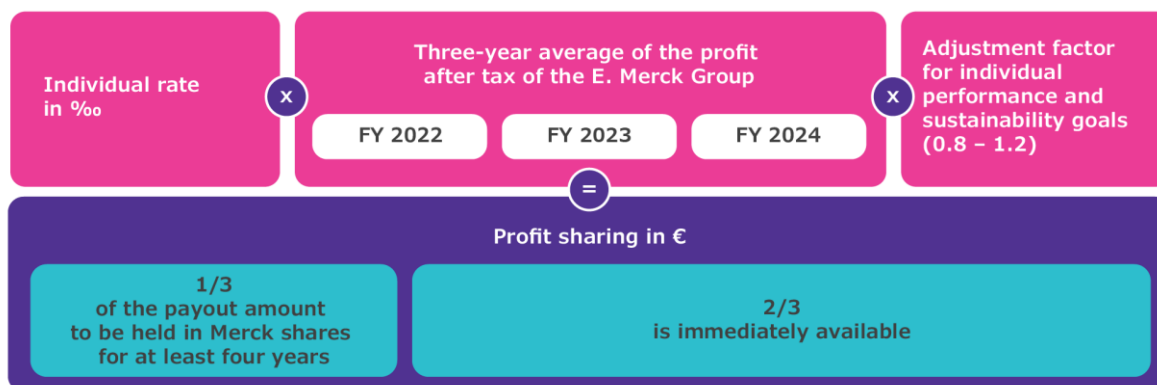 Individual rate
in ‰
x
Three-year average of the profit
after tax of the E. Merck Group
FY 2022
FY 2023
FY 2024
x
Adjustment factor
for individual
performance and
sustainability goals
(0.8 – 1.2)
=
Profit sharing in €
1/3
of the payout amount
to be held in Merck shares
for at least four years
2/3
is immediately available